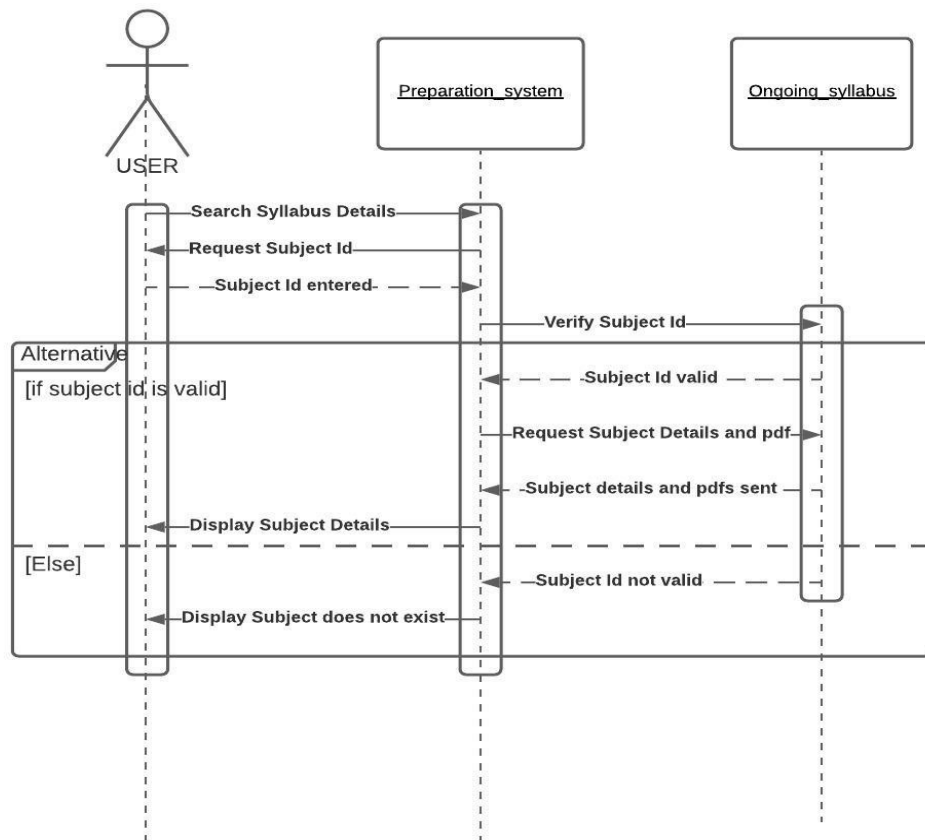 Preparation_system
Ongoing_syllabus
USER
Search Syllabus Details
Request Subject Id
Subject Id entered
Verify Subject Id
Alternative
Subject Id valid
[if subject id is valid]
Request Subject Details and pdf
Subject details and pdfs sent
Display Subject Details
[Else]
Subject Id not valid
Display Subject does not exist